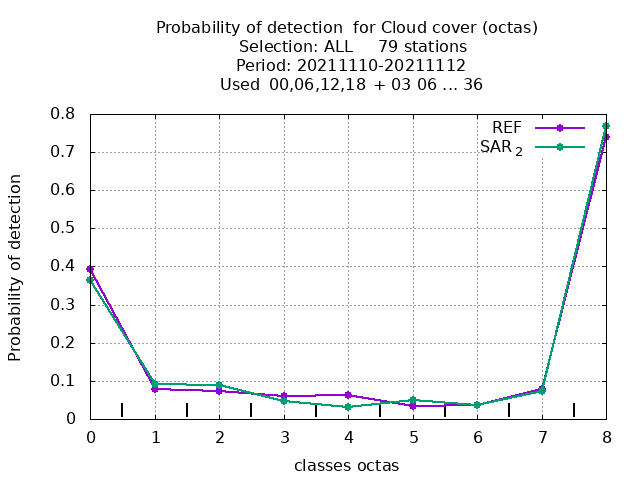 Probability of detection  for Cloud cover (octas)
Selection: ALL     79 stations
Period: 20211110-20211112
Used  00,06,12,18  + 03 06 ... 36
REF
SAR 2
0.8
0.7
0.6
0.5
0.4
0.3
0.2
0.1
0
Probability of detection
0 1 2 3 4 5 6 7 8
classes octas